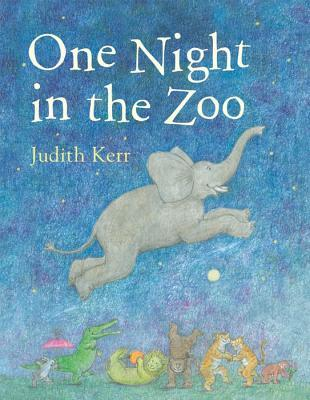 One Night
in the Zoo
Judith Kerr